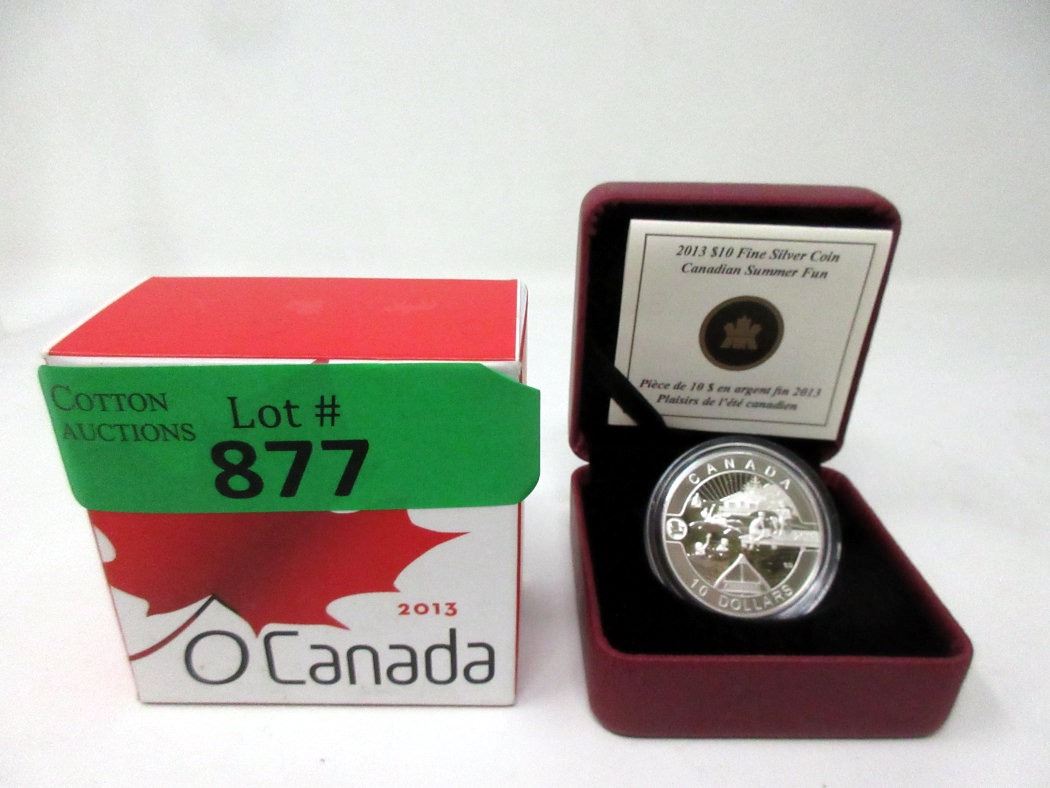 COTTON
AUCTIONS
Lot #
877
2013
O Canada
2013 $10 Fine Silver Coin
Canadian Summer Fun
Pièce de 10 $ en argent fin 2013
Plaisirs de l'été canadien
CANADA
10 DOLLARS